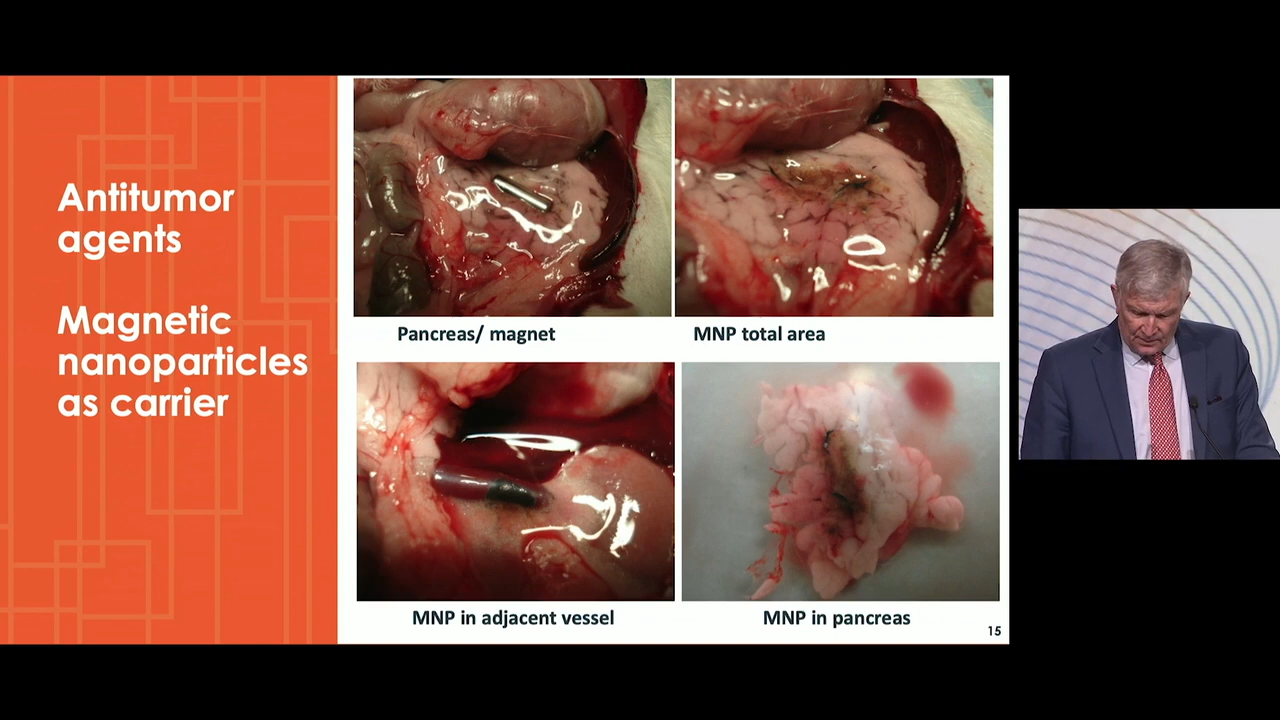 Antitumor
agents
Magnetic
nanoparticles
as carrier
Pancreas/ magnet
MNP total area
MNP in adjacent vessel
MNP in pancreas
15